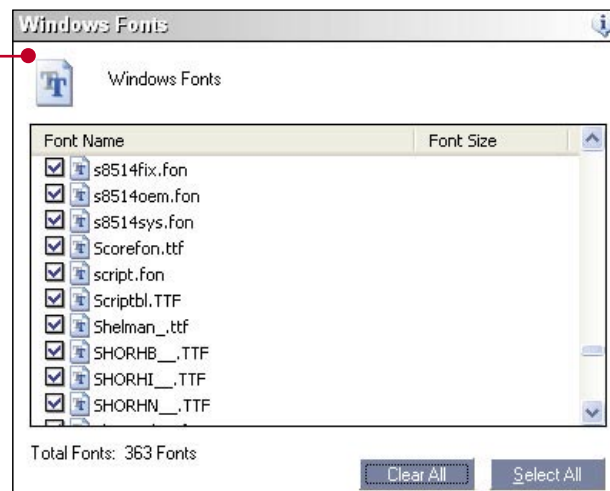 Windows Fonts
Windows Fonts
Font Name Font Size
s8514fix.fon
s8514oem.fon
s8514sys.fon
Scorefon.ttf
script.fon
Scriptbl.TTF
Shelman_.ttf
SHORHB__.TTF
SHORHI__.TTF
SHORHN__.TTF
Total Fonts: 363 Fonts
Clear All Select All